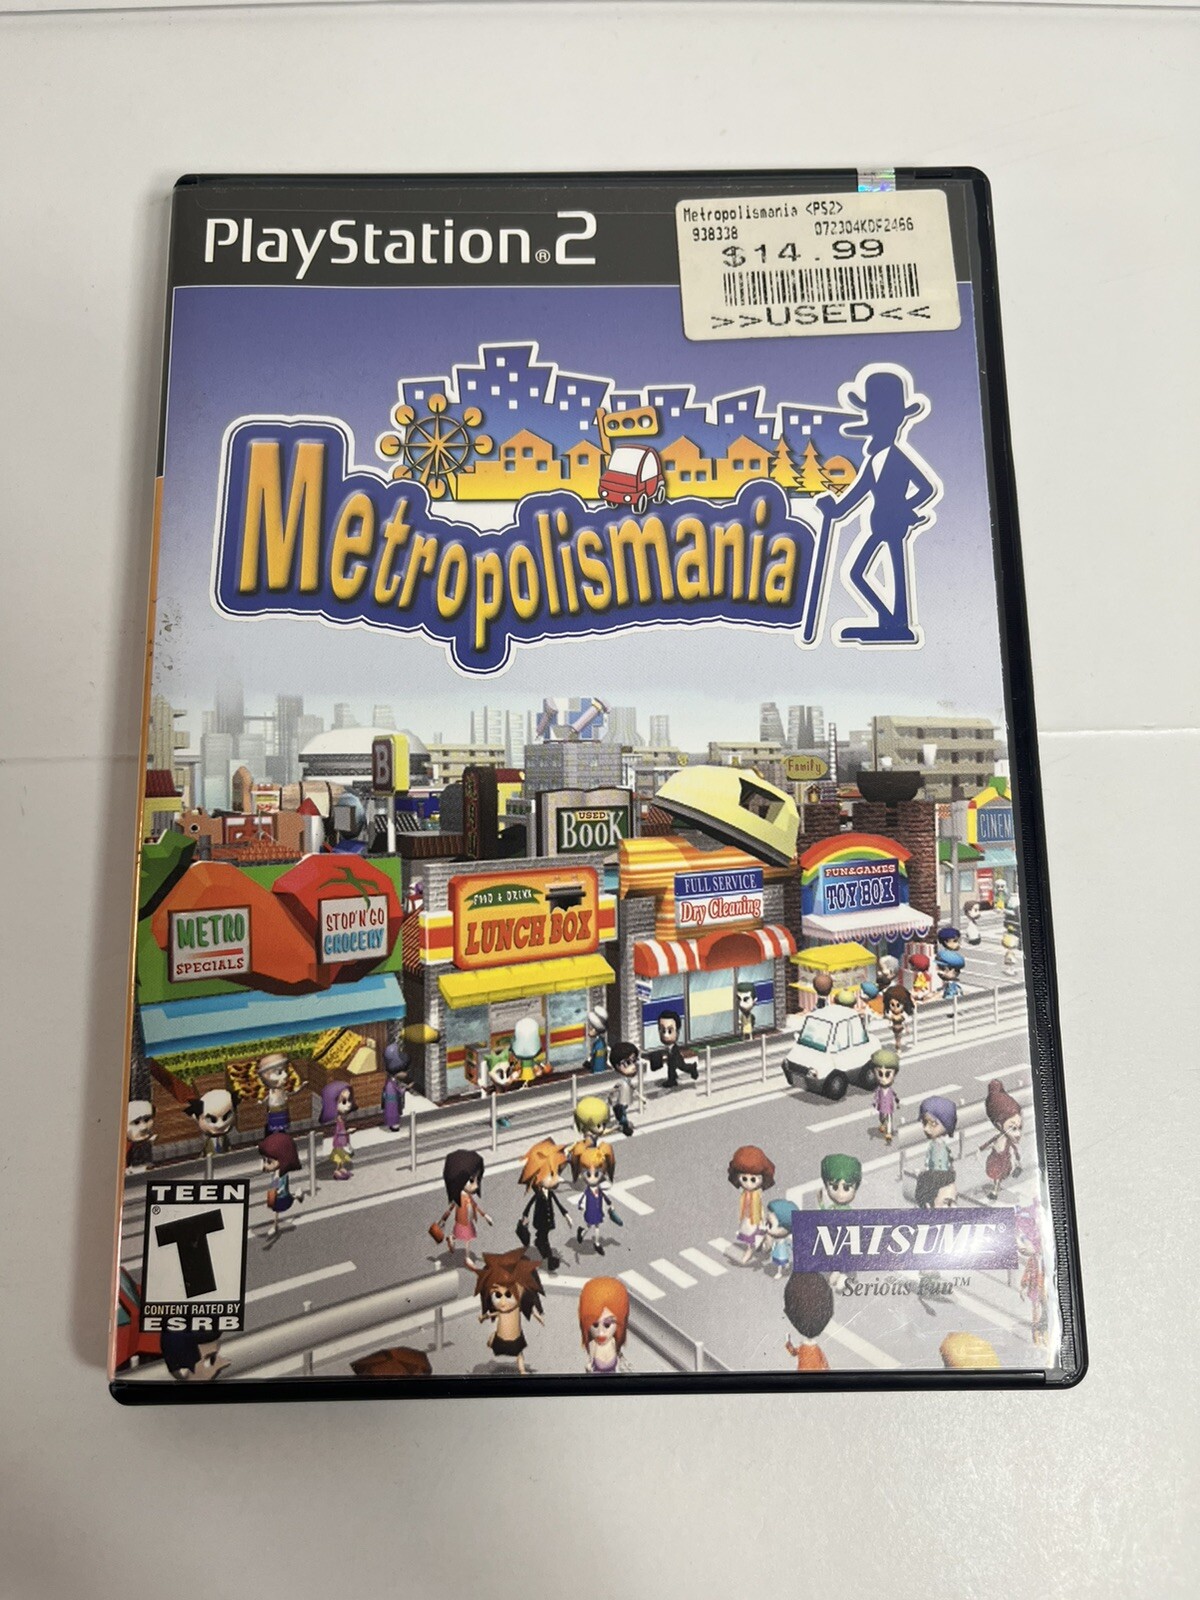 PlayStation®2
Metropolismania <PS2>
938338 072304KDF2466
$14.99
>>USED<<
Metropolismania
B
Family
USED
BOOK
CINEM
METRO
SPECIALS
STOP'N'GO
GROCERY
FOOD & DRINK
LUNCH BOX
FULL SERVICE
Dry Cleaning
FUN&GAMES
TOY BOX
TEEN
T
®
CONTENT RATED BY
ESRB
NATSUME®
Serious Fun™